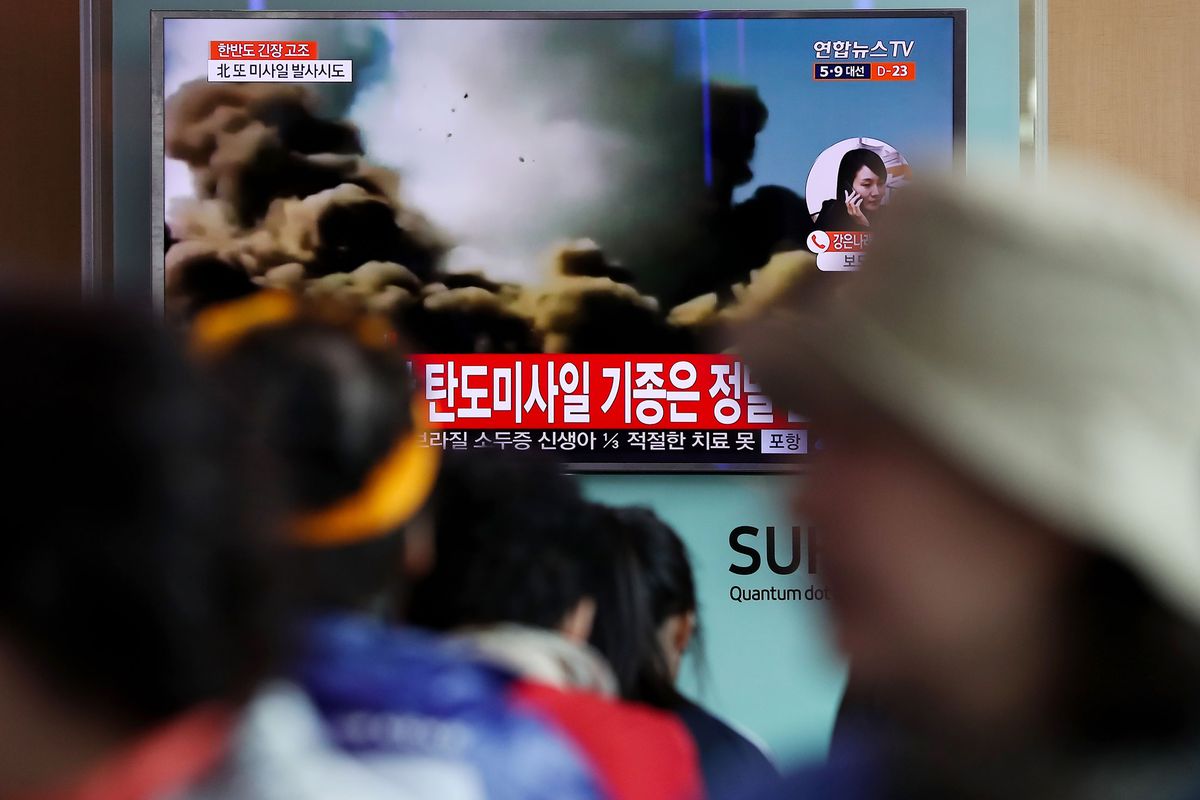 한반도 긴장 고조
北 또 미사일 발사시도
연합뉴스TV
5·9 대선 D-23
강은나래
탄도미사일 기종은 정밀
브라질 소두증 신생아 ⅓ 적절한 치료 못 포항
Quantum dot